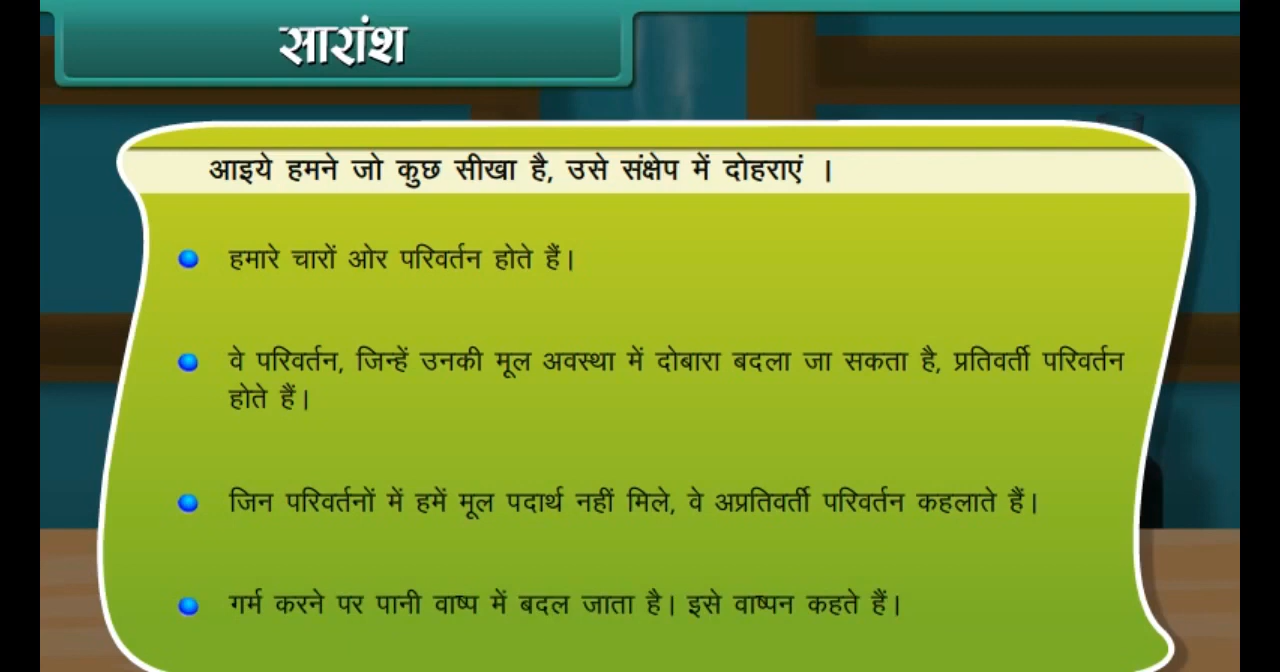 सारांश
आइये हमने जो कुछ सीखा है, उसे संक्षेप में दोहराएं ।
हमारे चारों ओर परिवर्तन होते हैं।
वे परिवर्तन, जिन्हें उनकी मूल अवस्था में दोबारा बदला जा सकता है, प्रतिवर्ती परिवर्तन
होते हैं।
जिन परिवर्तनों में हमें मूल पदार्थ नहीं मिले, वे अप्रतिवर्ती परिवर्तन कहलाते हैं।
गर्म करने पर पानी वाष्प में बदल जाता है। इसे वाष्पन कहते हैं।